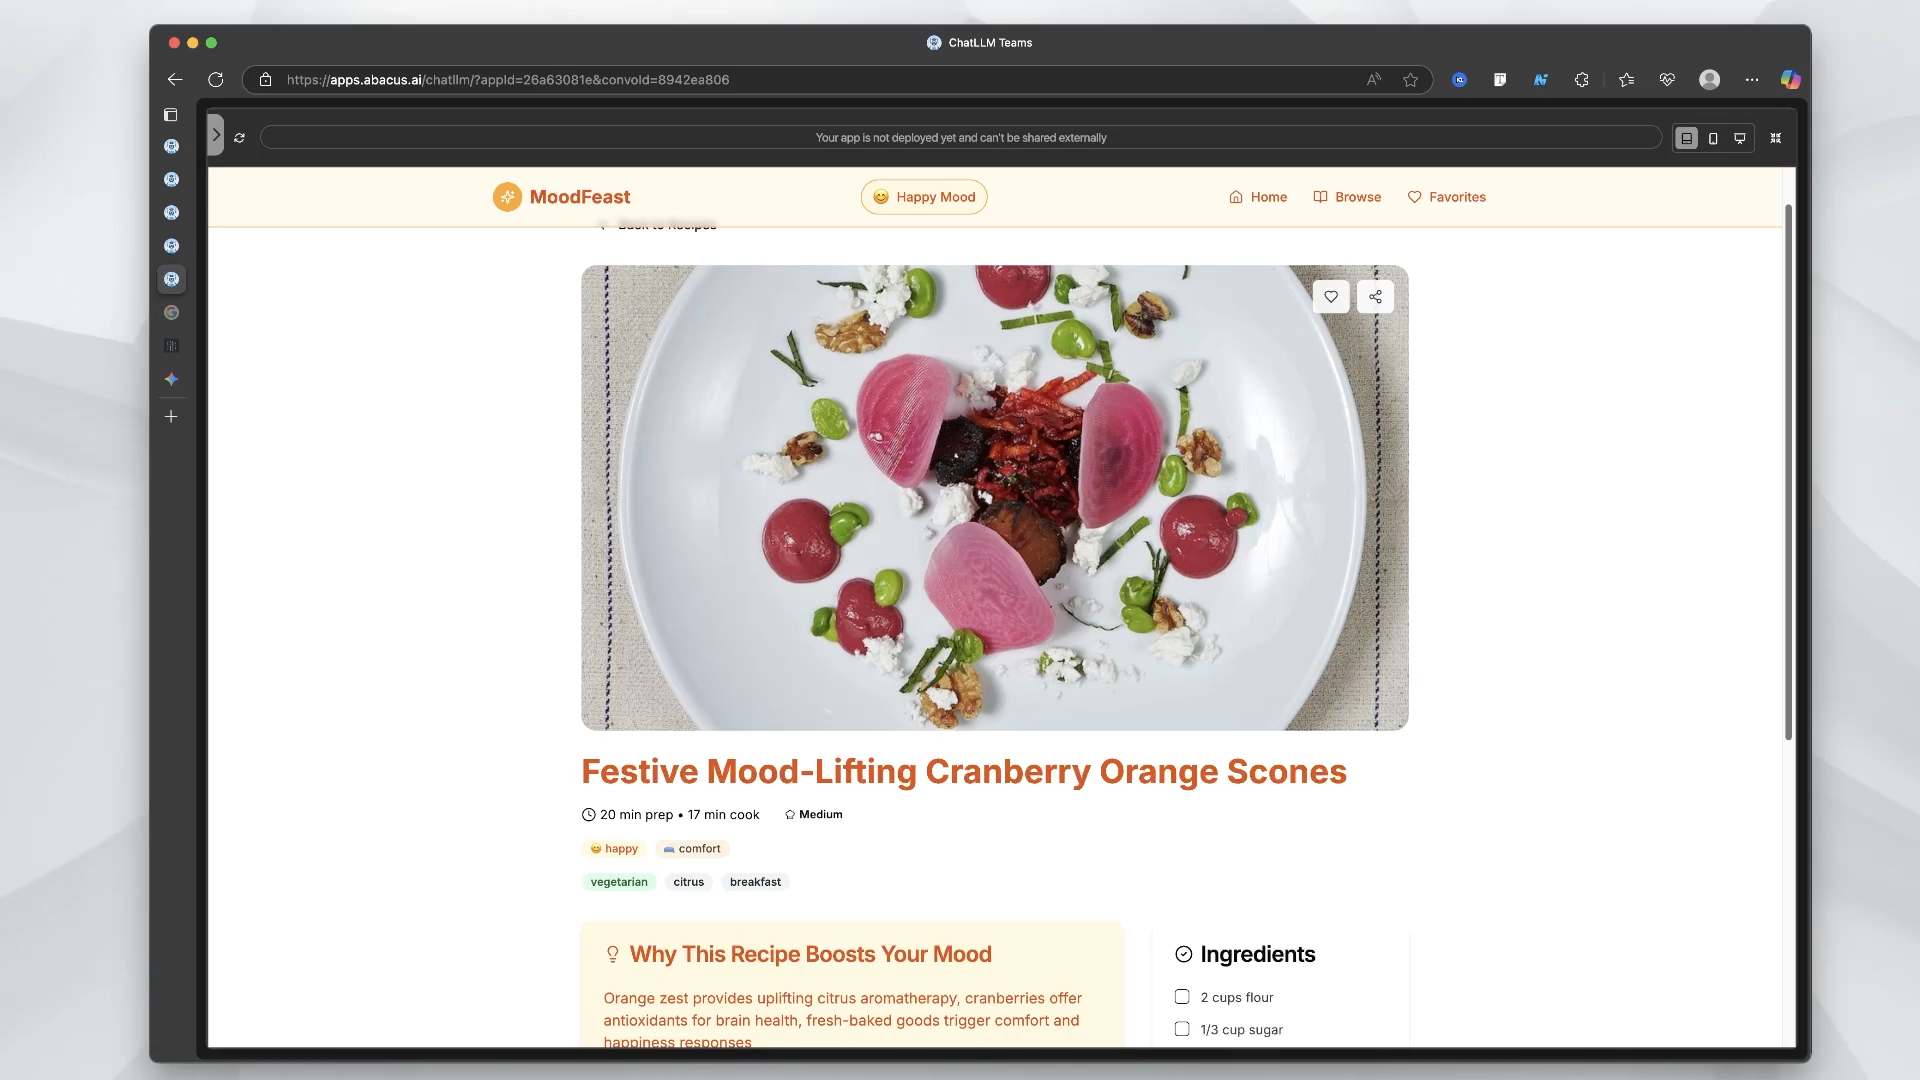 ChatLLM Teams
https://apps.abacus.ai/chatllm/?appId=26a63081e&convoId=8942ea806
Your app is not deployed yet and can't be shared externally
MoodFeast
Happy Mood
Home
Browse
Favorites
Back to Recipes
Festive Mood-Lifting Cranberry Orange Scones
20 min prep • 17 min cook
Medium
happy
comfort
vegetarian
citrus
breakfast
Why This Recipe Boosts Your Mood
Orange zest provides uplifting citrus aromatherapy, cranberries offer
antioxidants for brain health, fresh-baked goods trigger comfort and
happiness responses
Ingredients
2 cups flour
1/3 cup sugar